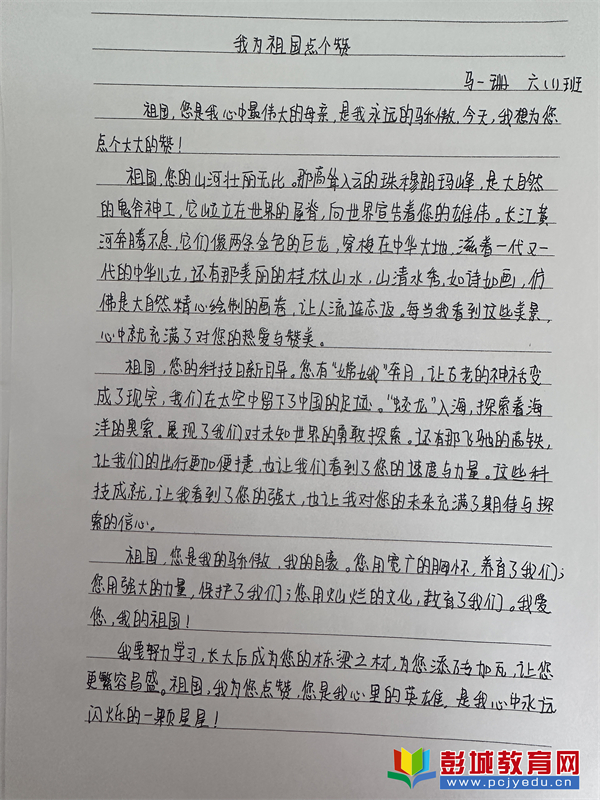 我为祖国点个赞
马一珊 六(1)班
祖国,您是我心中最伟大的母亲,是我永远的骄傲,今天,我想为您
点个大大的赞!
祖国,您的山河壮丽无比。那高耸入云的珠穆朗玛峰,是大自然
的鬼斧神工,它屹立在世界的屋脊,向世界宣告着您的雄伟。长江黄
河奔腾不息,它们像两条金色的巨龙,穿梭在中华大地,滋养一代又一
代的中华儿女,还有那美丽的桂林山水,山清水秀,如诗如画,仿
佛是大自然精心绘制的画卷,让人流连忘返。每当我看到这些美景,
心中就充满了对您的热爱与赞美。
祖国,您的科技日新月异。您有“嫦娥”奔月,让古老的神话变
成了现实,我们在太空中留下了中国的足迹。“蛟龙”入海,探索着海
洋的奥索。展现了我们对未知世界的勇敢探索。还有那飞驰的高铁,
让我们的出行更加便捷,也让我们看到了您的速度与力量。这些科
技成就,让我看到了您的强大,也让我对您的未来充满了期待与探
索的信心。
祖国,您是我的骄傲,我的自豪。您用宽广的胸怀,养育了我们;
您用强大的力量,保护了我们;您用灿烂的文化,教育了我们。我爱
您,我的祖国!
我要努力学习,长大后成为您的栋梁之材,为您添砖加瓦,让您
更繁容昌盛。祖国,我为您点赞,您是我心里的英雄,是我心中永远
闪烁的一颗星星!
彭城教育网
www.pcjyedu.cn